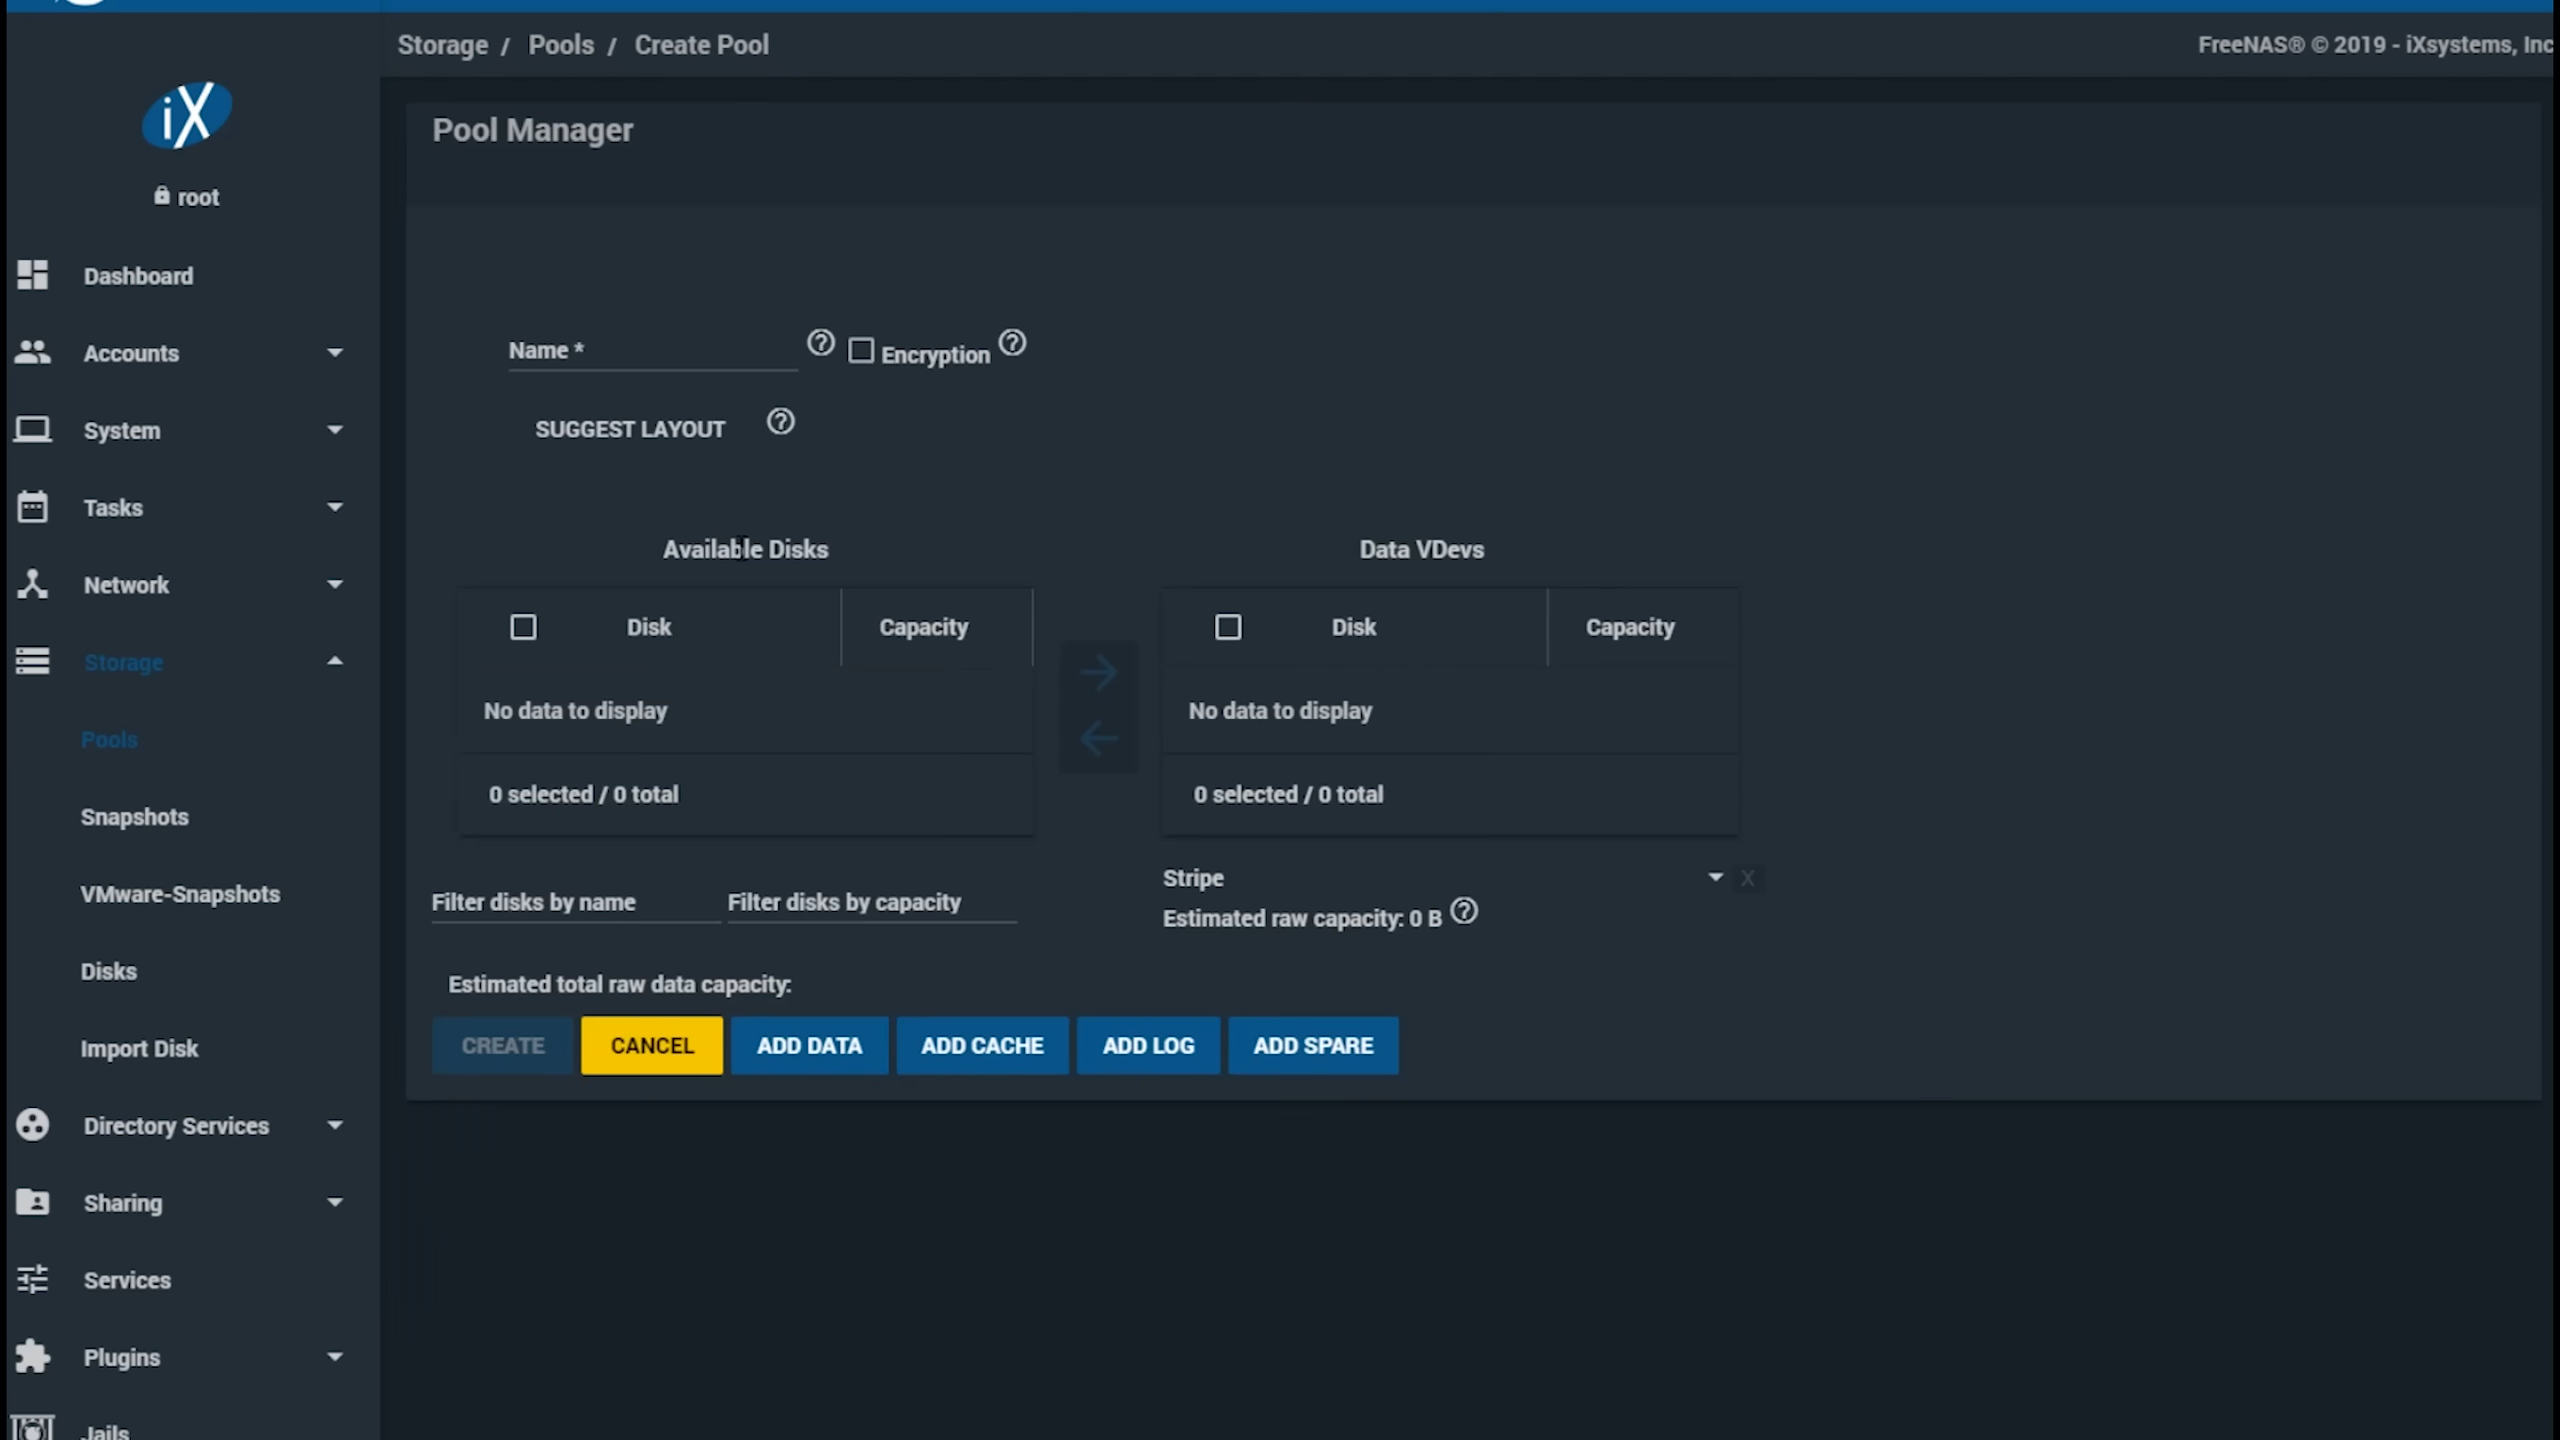 Storage / Pools / Create Pool
FreeNAS® © 2019 - iXsystems, Inc
iX
root
Dashboard
Accounts
System
Tasks
Network
Storage
Pools
Snapshots
VMware-Snapshots
Disks
Import Disk
Directory Services
Sharing
Services
Plugins
Jails
Pool Manager
Name *
Encryption
SUGGEST LAYOUT
Available Disks
Disk Capacity
No data to display
0 selected / 0 total
Filter disks by name Filter disks by capacity
Data VDevs
Disk Capacity
No data to display
0 selected / 0 total
Stripe X
Estimated raw capacity: 0 B
Estimated total raw data capacity:
CREATE CANCEL ADD DATA ADD CACHE ADD LOG ADD SPARE